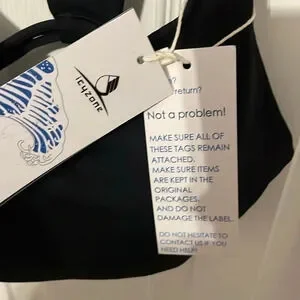 icyzone
?
return?
Not a problem!
MAKE SURE ALL OF
THESE TAGS REMAIN
ATTACHED.
MAKE SURE ITEMS
ARE KEPT IN THE
ORIGINAL
PACKAGES.
AND DO NOT
DAMAGE THE LABEL.
DO NOT HESITATE TO
CONTACT US IF YOU
NEED HELP!